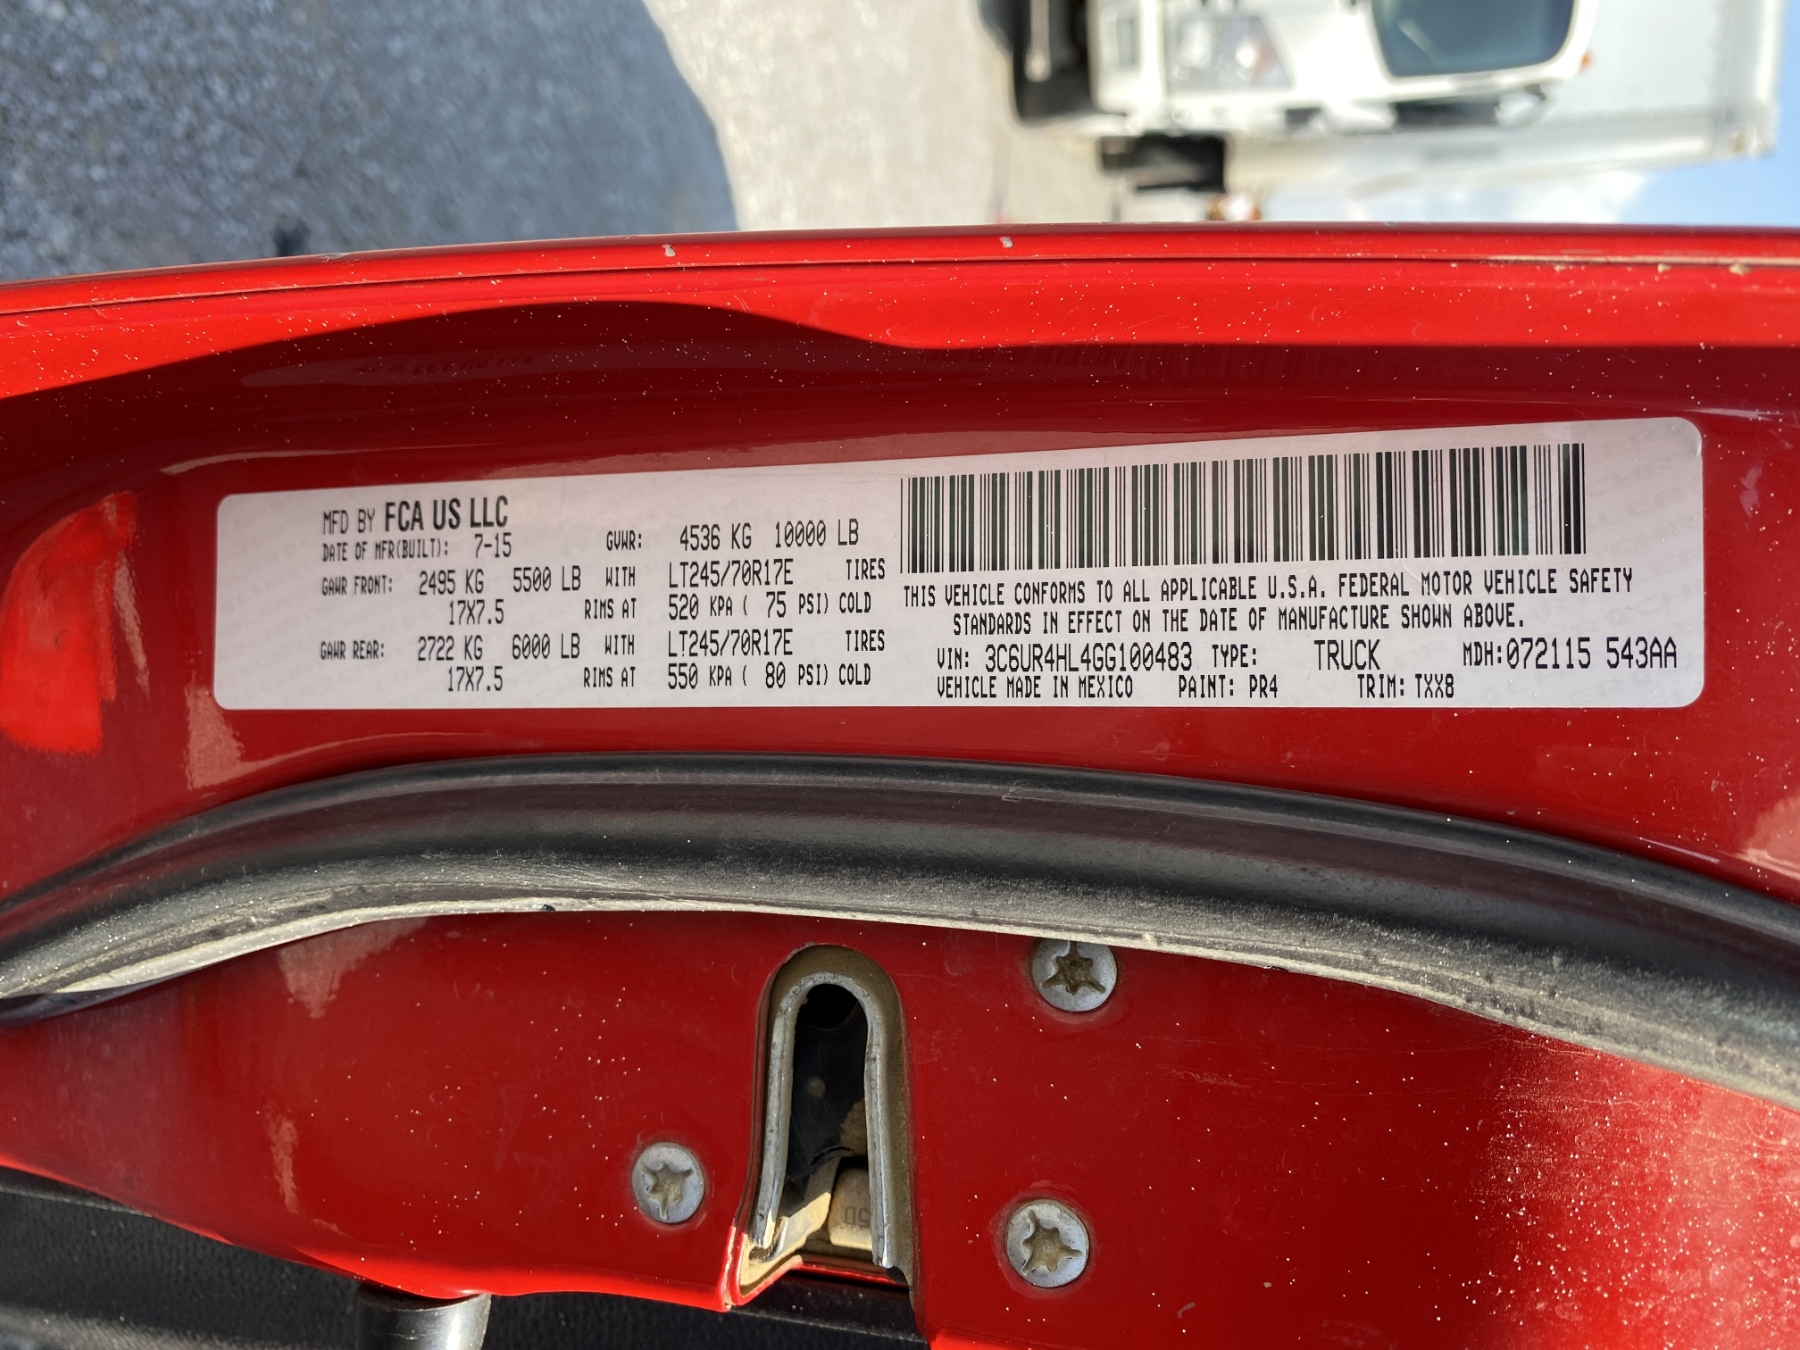 MFD BY FCA US LLC
DATE OF MFR(BUILT): 7-15 GVWR: 4536 KG 10000 LB
GAWR FRONT: 2495 KG 5500 LB WITH LT245/70R17E TIRES
17X7.5 RIMS AT 520 KPA ( 75 PSI) COLD
GAWR REAR: 2722 KG 6000 LB WITH LT245/70R17E TIRES
17X7.5 RIMS AT 550 KPA ( 80 PSI) COLD
THIS VEHICLE CONFORMS TO ALL APPLICABLE U.S.A. FEDERAL MOTOR VEHICLE SAFETY
STANDARDS IN EFFECT ON THE DATE OF MANUFACTURE SHOWN ABOVE.
VIN: 3C6UR4HL4GG100483 TYPE: TRUCK MDH:072115 543AA
VEHICLE MADE IN MEXICO PAINT: PR4 TRIM: TXX8